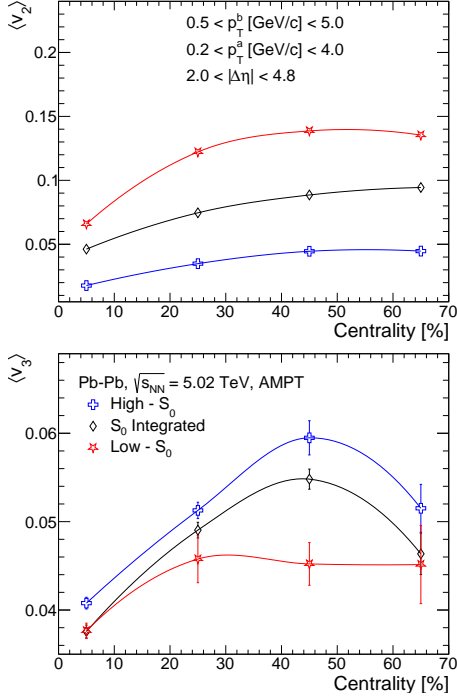 ⟨v₂⟩
0.5 < p_T^b [GeV/c] < 5.0
0.2 < p_T^a [GeV/c] < 4.0
2.0 < |Δη| < 4.8
0.2
0.15
0.1
0.05
0 10 20 30 40 50 60 70
Centrality [%]
⟨v₃⟩
Pb-Pb, √s_NN = 5.02 TeV, AMPT
High - S₀
S₀ Integrated
Low - S₀
0.06
0.05
0.04
0 10 20 30 40 50 60 70
Centrality [%]